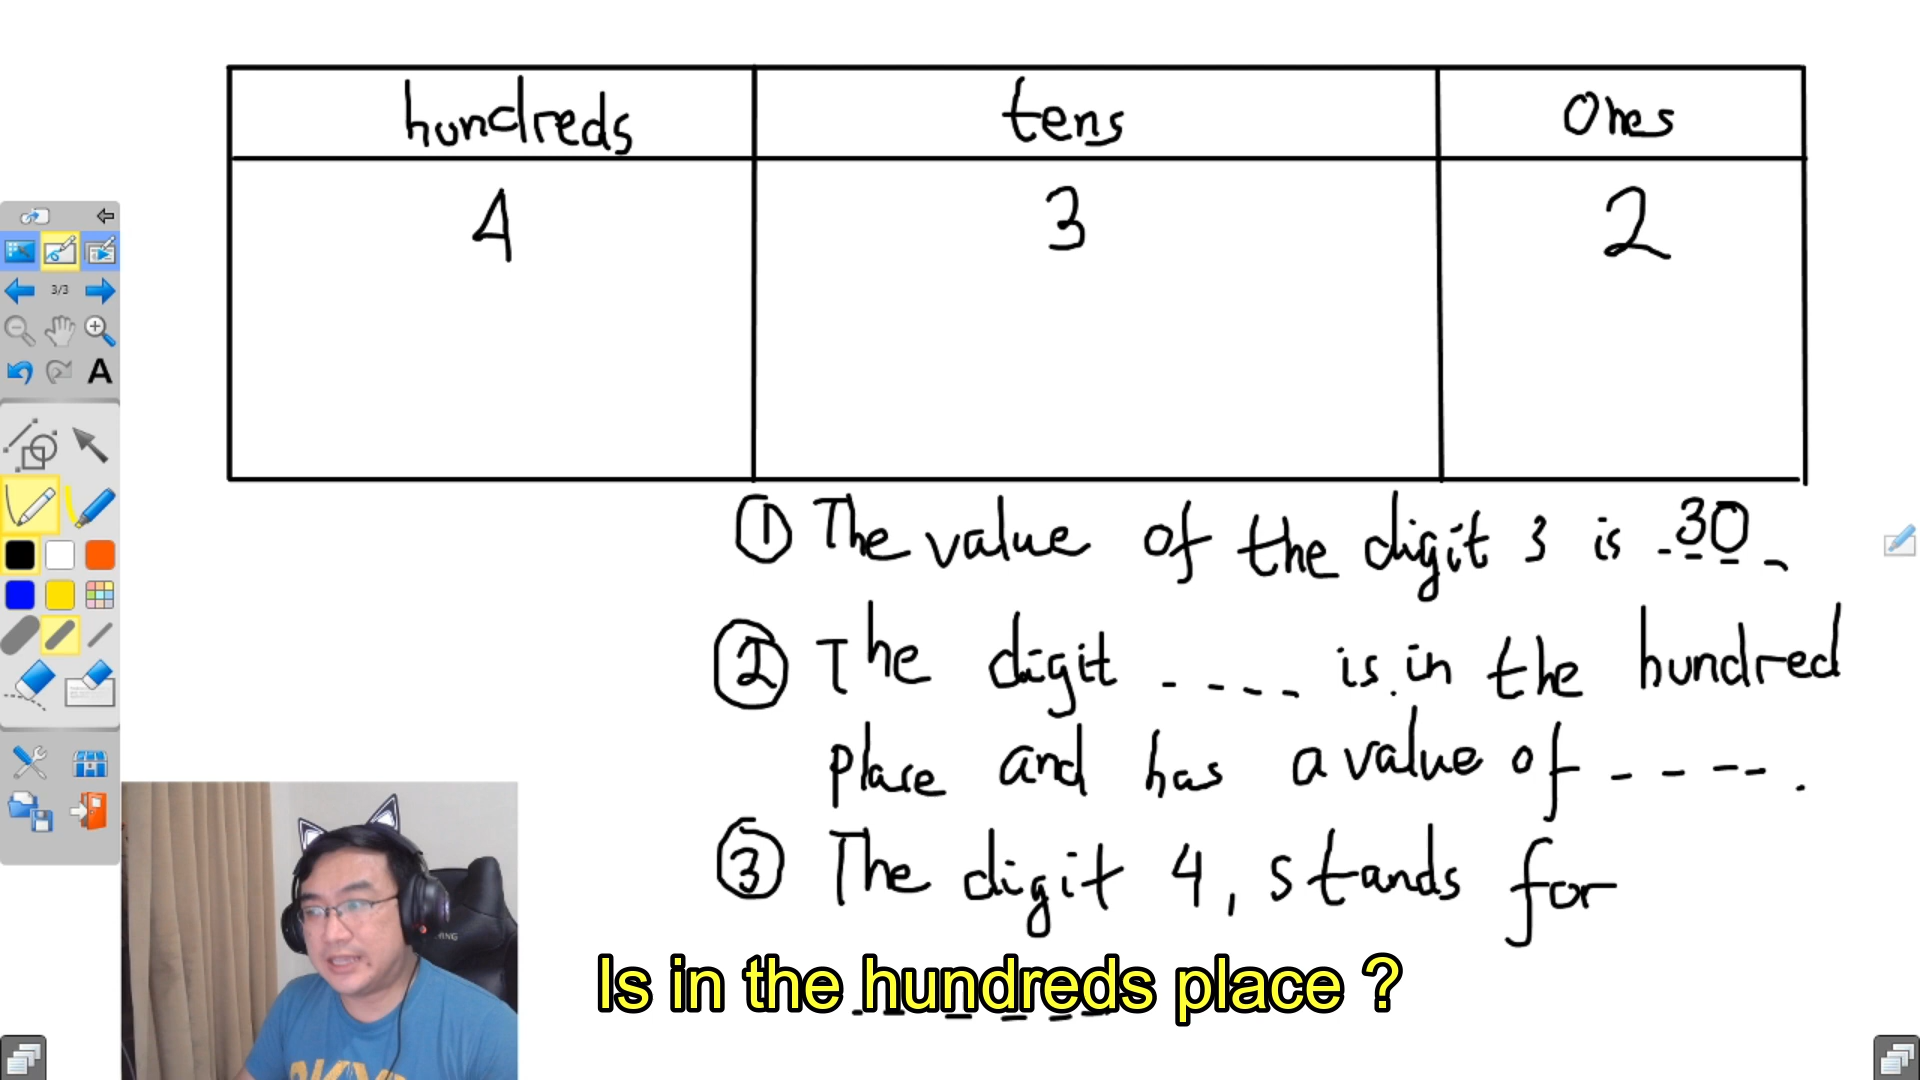 hundreds tens Ones
4 3 2
3/3
A
① The value of the digit 3 is 30
② The digit ---- is in the hundred
place and has a value of ----.
③ The digit 4, stands for
Is in the hundreds place ?